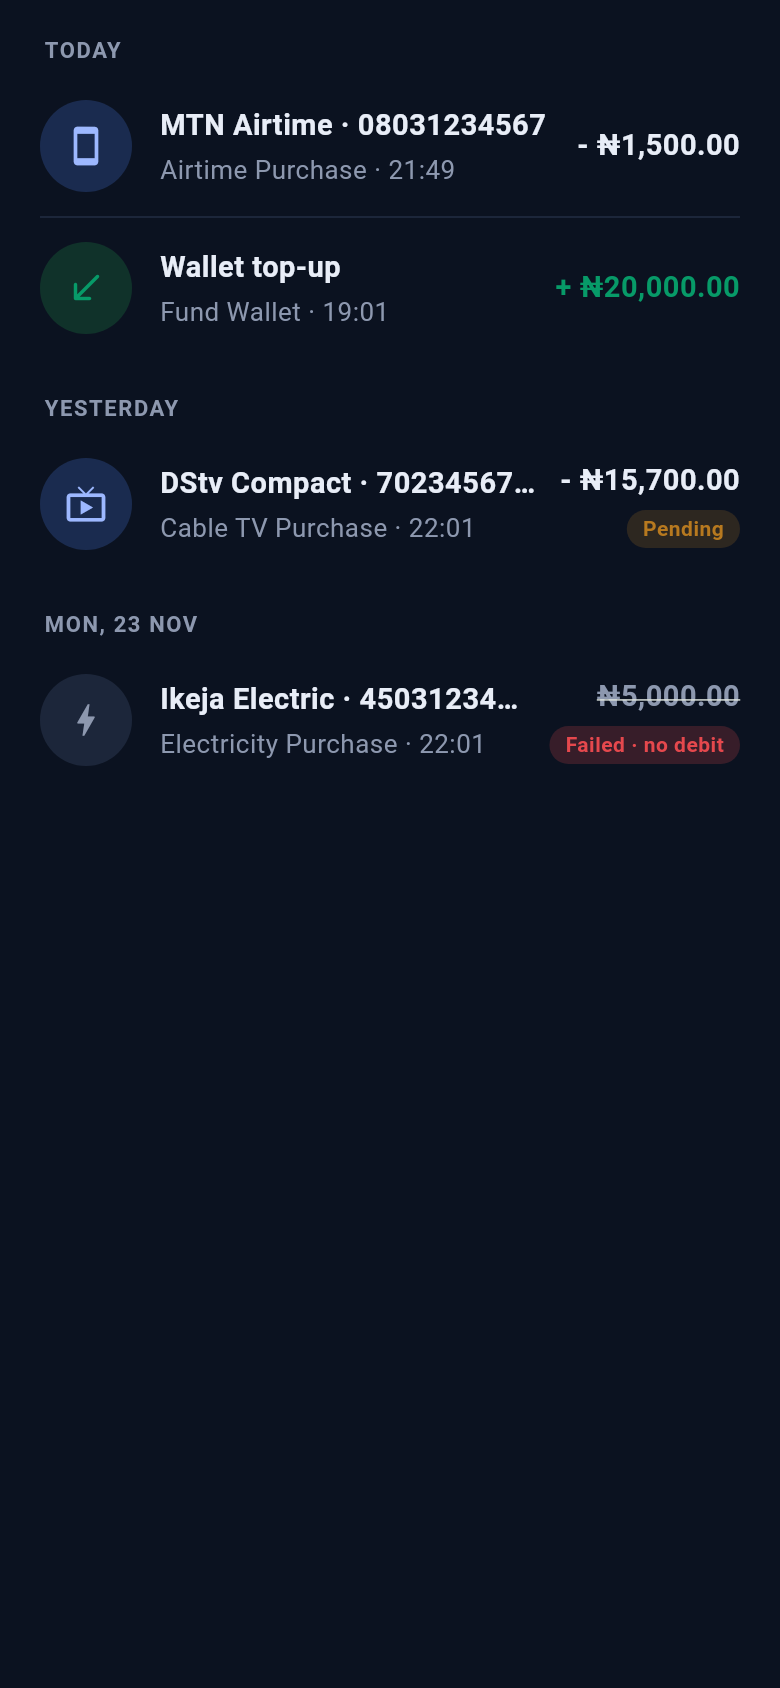 TODAY
MTN Airtime · 08031234567
- ₦1,500.00
Airtime Purchase · 21:49
Wallet top-up
+ ₦20,000.00
Fund Wallet · 19:01
YESTERDAY
DStv Compact · 70234567…
- ₦15,700.00
Cable TV Purchase · 22:01
Pending
MON, 23 NOV
Ikeja Electric · 45031234…
₦5,000.00
Electricity Purchase · 22:01
Failed · no debit